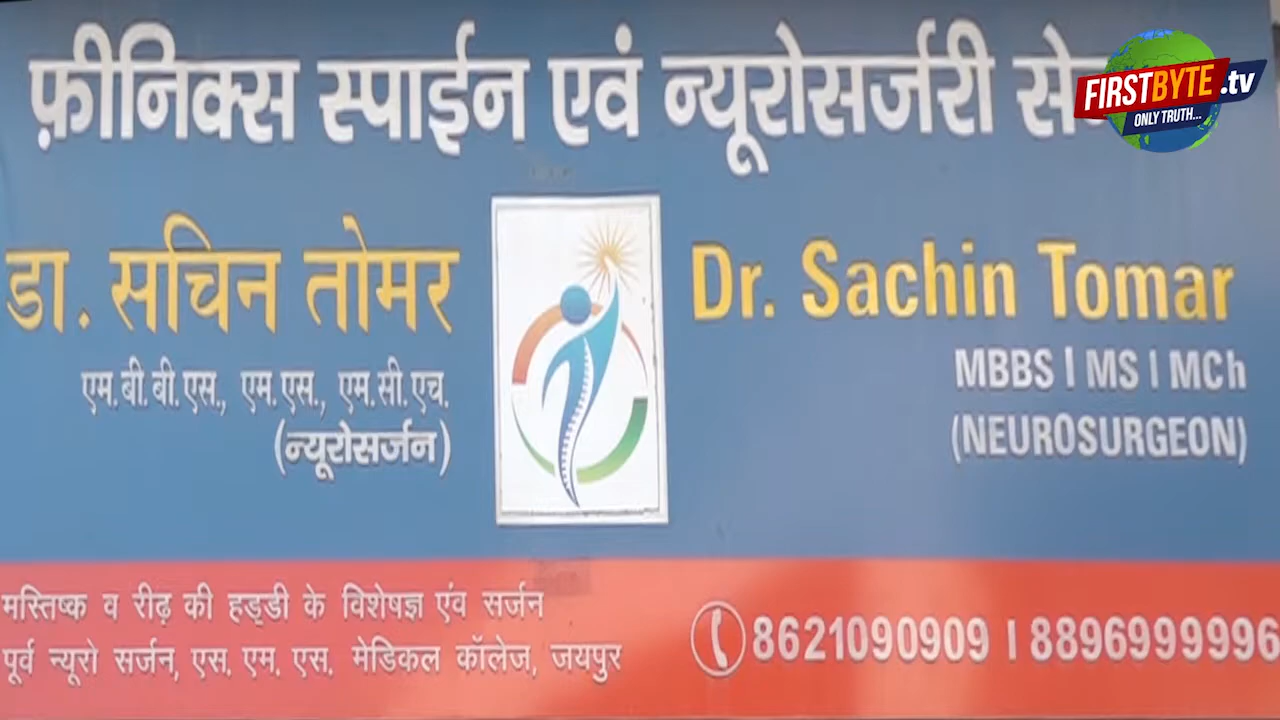 फ़ीनिक्स स्पाईन एवं न्यूरोसर्जरी
FIRSTBYTE.tv
ONLY TRUTH...
डा. सचिन तोमर
एम.बी.बी.एस., एम.एस., एम.सी.एच.
(न्यूरोसर्जन)
Dr. Sachin Tomar
MBBS | MS | MCh
(NEUROSURGEON)
मस्तिष्क व रीढ़ की हड्डी के विशेषज्ञ एंव सर्जन
पूर्व न्यूरो सर्जन, एस. एम. एस. मेडिकल कॉलेज, जयपुर
8621090909 | 8896999996